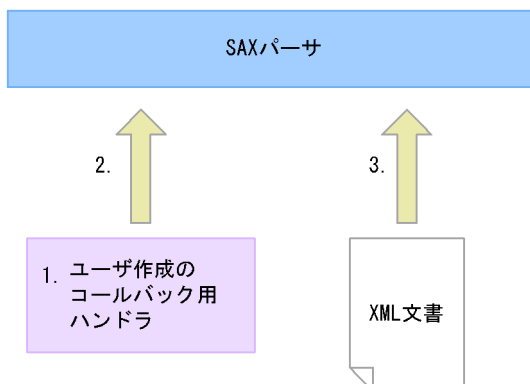 SAXパーサ
2.
3.
1. ユーザ作成の
コールバック用
ハンドラ
XML文書